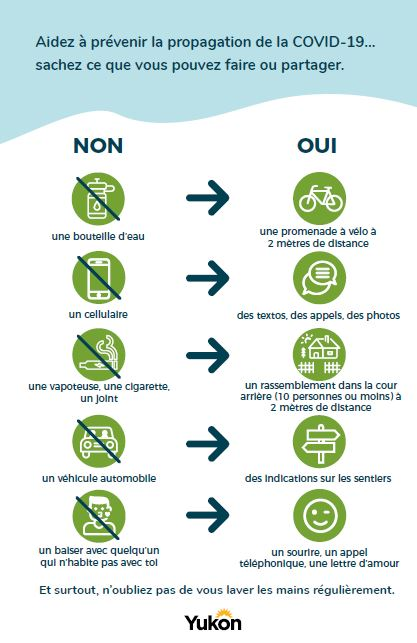 Aidez à prévenir la propagation de la COVID-19...
sachez ce que vous pouvez faire ou partager.
NON
OUI
une bouteille d'eau
une promenade à vélo à
2 mètres de distance
un cellulaire
des textos, des appels, des photos
une vapoteuse, une cigarette,
un joint
un rassemblement dans la cour
arrière (10 personnes ou moins) à
2 mètres de distance
un véhicule automobile
des indications sur les sentiers
un baiser avec quelqu'un
qui n'habite pas avec toi
un sourire, un appel
téléphonique, une lettre d'amour
Et surtout, n'oubliez pas de vous laver les mains régulièrement.
Yukon